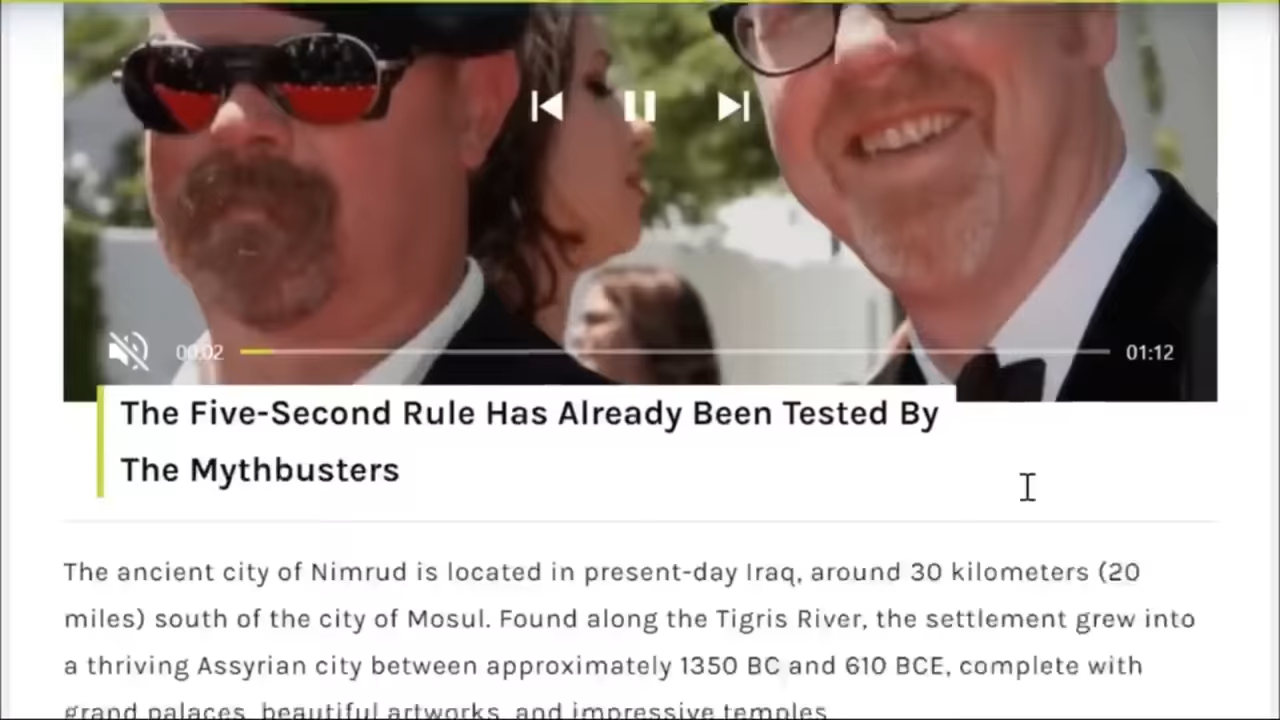 00:02
01:12
The Five-Second Rule Has Already Been Tested By
The Mythbusters
The ancient city of Nimrud is located in present-day Iraq, around 30 kilometers (20
miles) south of the city of Mosul. Found along the Tigris River, the settlement grew into
a thriving Assyrian city between approximately 1350 BC and 610 BCE, complete with
grand palaces, beautiful artworks, and impressive temples.